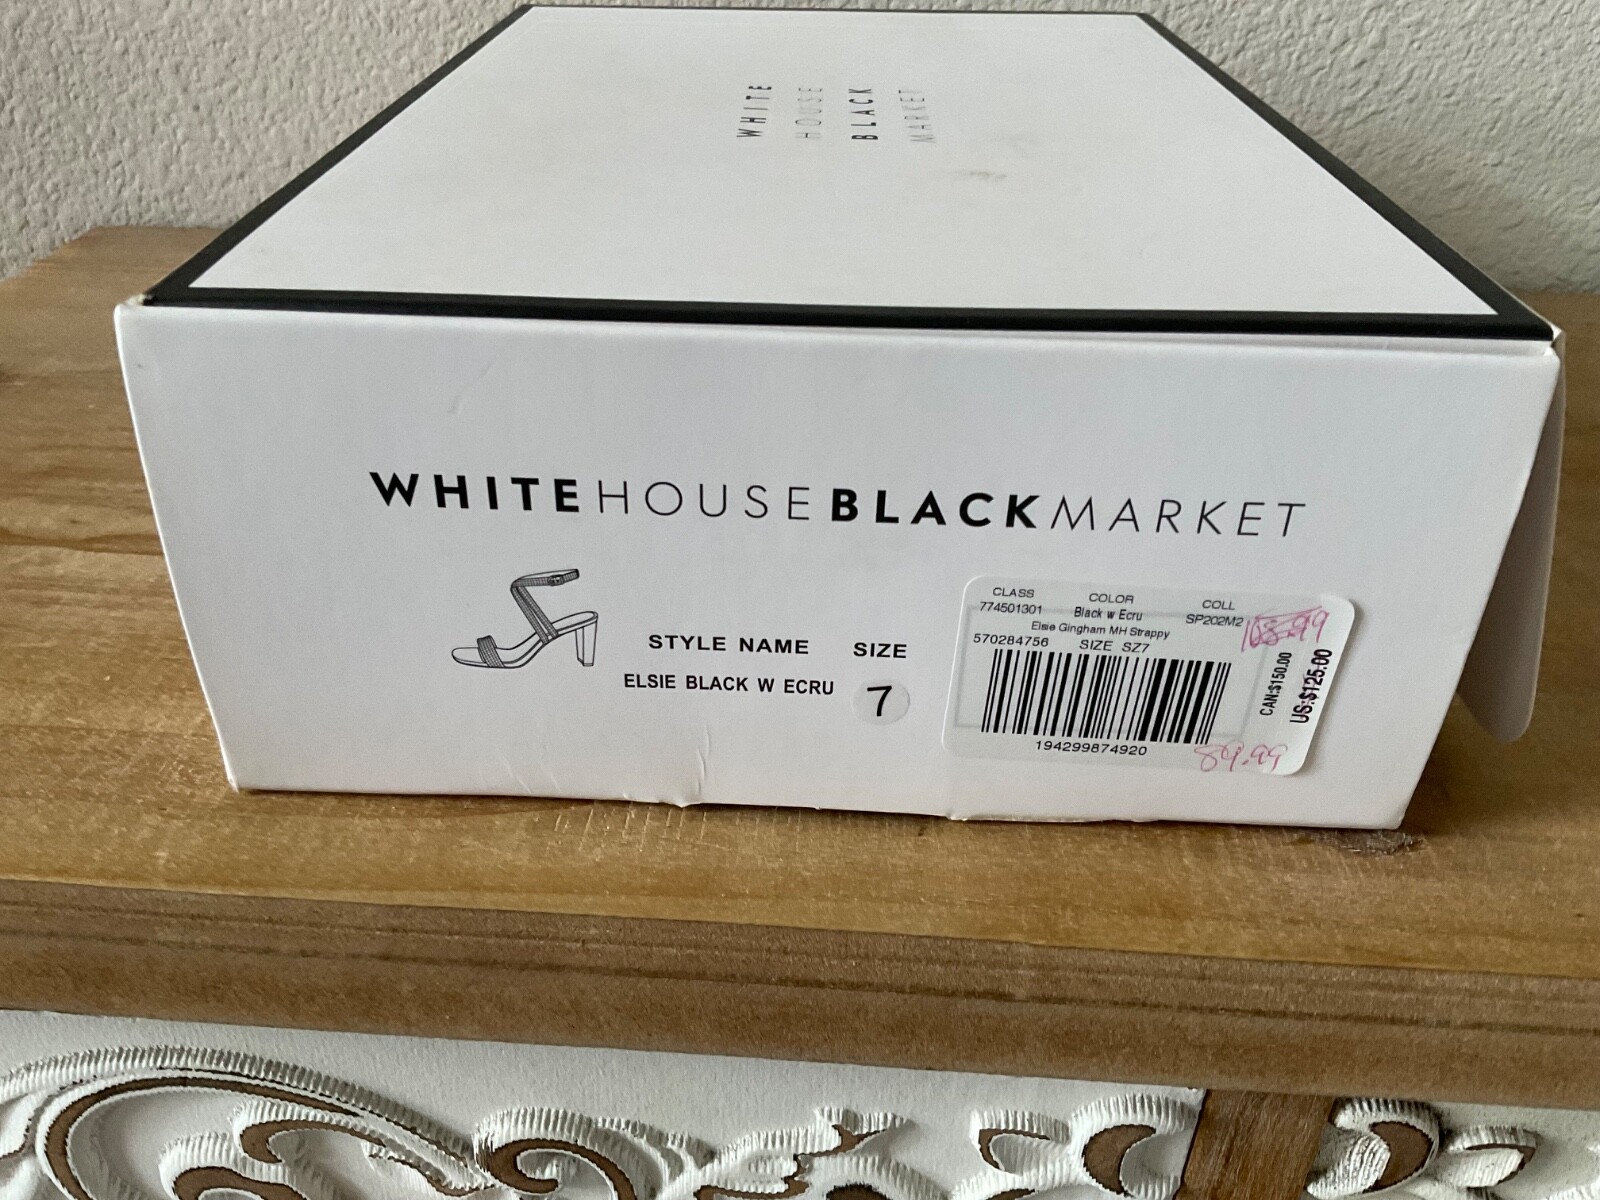 WHITE
HOUSE
BLACK
MARKET
WHITEHOUSEBLACKMARKET
STYLE NAME
ELSIE BLACK W ECRU
SIZE
7
CLASS COLOR COLL
774501301 Black w Ecru SP202M2
Elsie Gingham MH Strappy
570284756 SIZE SZ7
194299874920
CAN:$150.00
US:$125.00
89.99